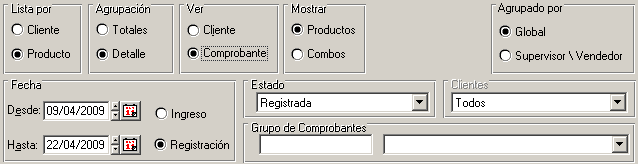 Lista por
Cliente
Producto
Agrupación
Totales
Detalle
Ver
Cliente
Comprobante
Mostrar
Productos
Combos
Agrupado por
Global
Supervisor \ Vendedor
Fecha
Desde: 09/04/2009
Hasta: 22/04/2009
Ingreso
Registración
Estado
Registrada
Clientes
Todos
Grupo de Comprobantes